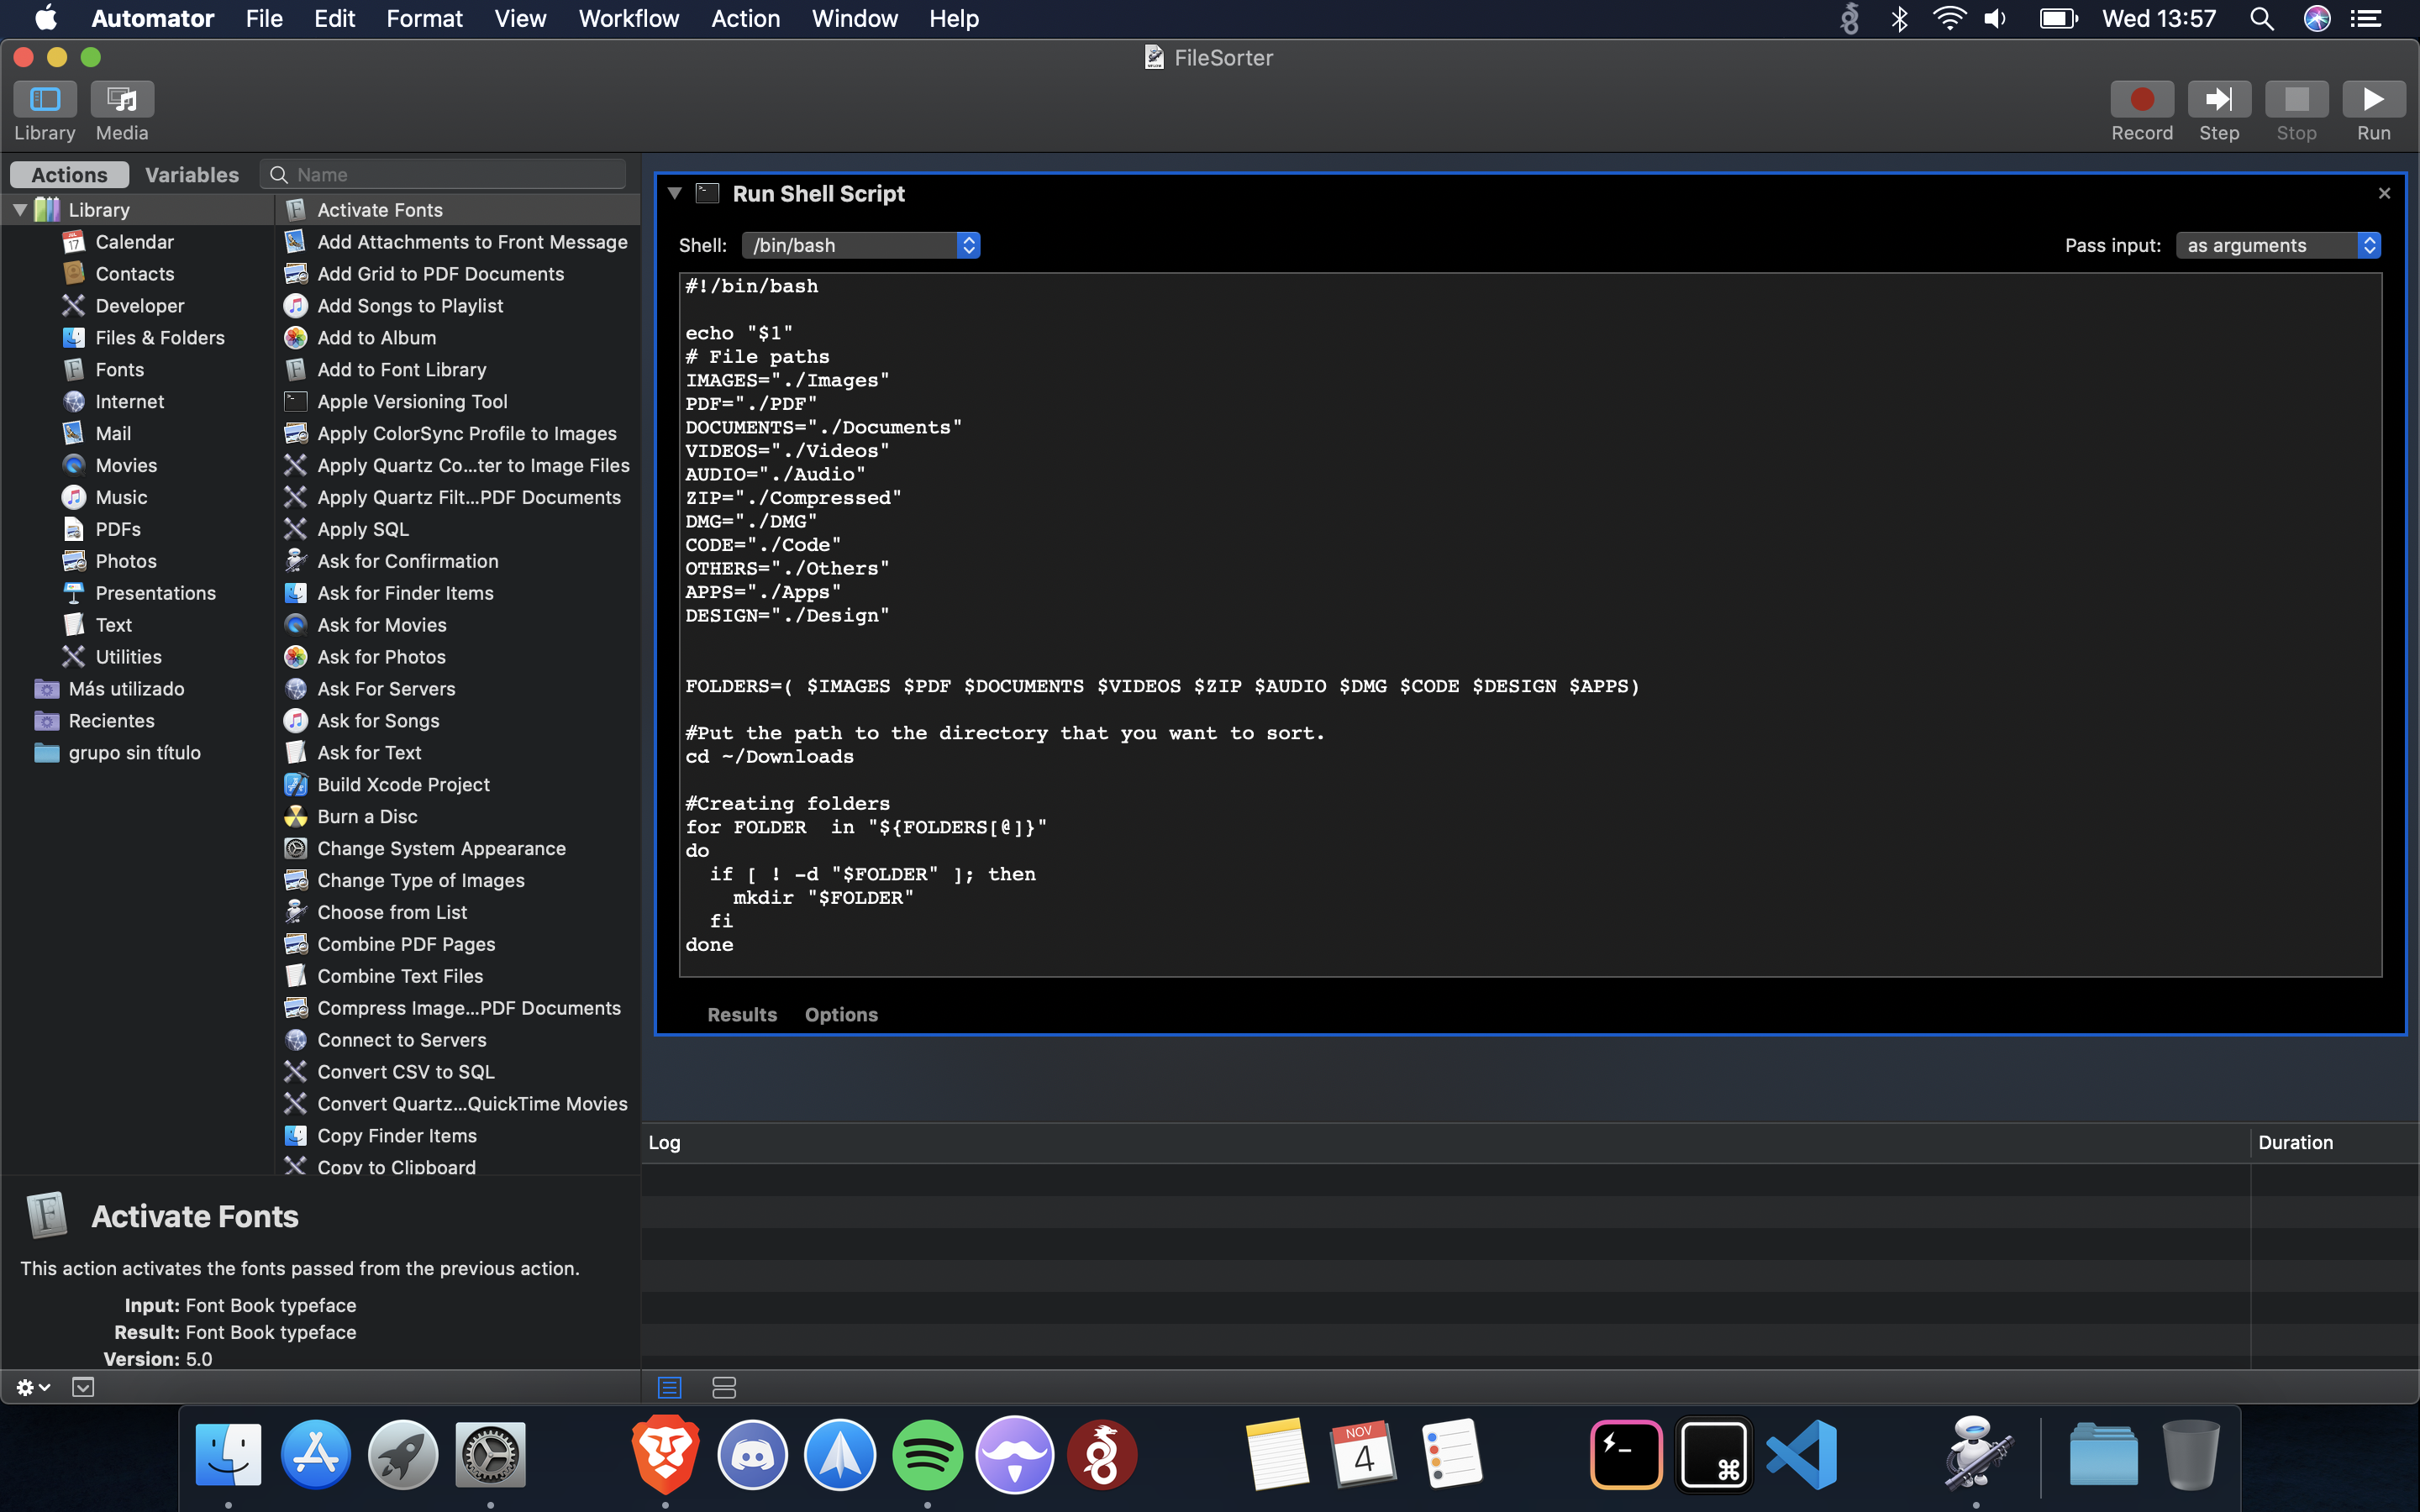 Automator File Edit Format View Workflow Action Window Help Wed 13:57
FileSorter
Library Media Record Step Stop Run
Actions Variables Name
Library
Calendar
Contacts
Developer
Files & Folders
Fonts
Internet
Mail
Movies
Music
PDFs
Photos
Presentations
Text
Utilities
Más utilizado
Recientes
grupo sin título
Activate Fonts
Add Attachments to Front Message
Add Grid to PDF Documents
Add Songs to Playlist
Add to Album
Add to Font Library
Apple Versioning Tool
Apply ColorSync Profile to Images
Apply Quartz Co...ter to Image Files
Apply Quartz Filt...PDF Documents
Apply SQL
Ask for Confirmation
Ask for Finder Items
Ask for Movies
Ask for Photos
Ask For Servers
Ask for Songs
Ask for Text
Build Xcode Project
Burn a Disc
Change System Appearance
Change Type of Images
Choose from List
Combine PDF Pages
Combine Text Files
Compress Image...PDF Documents
Connect to Servers
Convert CSV to SQL
Convert Quartz...QuickTime Movies
Copy Finder Items
Copy to Clipboard
Activate Fonts
This action activates the fonts passed from the previous action.
Input: Font Book typeface
Result: Font Book typeface
Version: 5.0
Run Shell Script
Shell: /bin/bash Pass input: as arguments
#!/bin/bash
echo "$1"
# File paths
IMAGES="./Images"
PDF="./PDF"
DOCUMENTS="./Documents"
VIDEOS="./Videos"
AUDIO="./Audio"
ZIP="./Compressed"
DMG="./DMG"
CODE="./Code"
OTHERS="./Others"
APPS="./Apps"
DESIGN="./Design"
FOLDERS=( $IMAGES $PDF $DOCUMENTS $VIDEOS $ZIP $AUDIO $DMG $CODE $DESIGN $APPS)
#Put the path to the directory that you want to sort.
cd ~/Downloads
#Creating folders
for FOLDER  in "${FOLDERS[@]}"
do
  if [ ! -d "$FOLDER" ]; then
    mkdir "$FOLDER"
  fi
done
Results Options
Log Duration
NOV
4